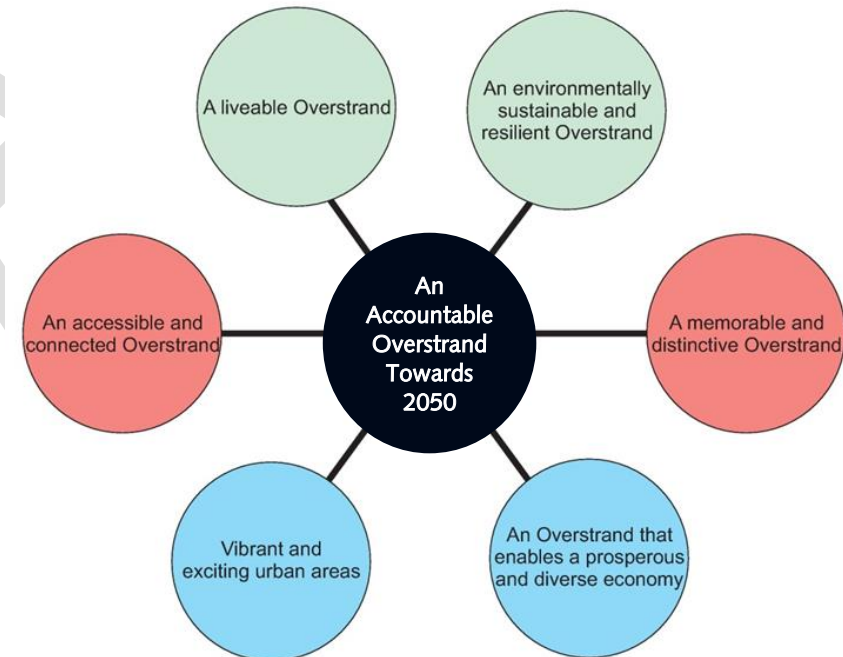 A liveable Overstrand
An environmentally
sustainable and
resilient Overstrand
An accessible and
connected Overstrand
An
Accountable
Overstrand
Towards
2050
A memorable and
distinctive Overstrand
Vibrant and
exciting urban areas
An Overstrand that
enables a prosperous
and diverse economy